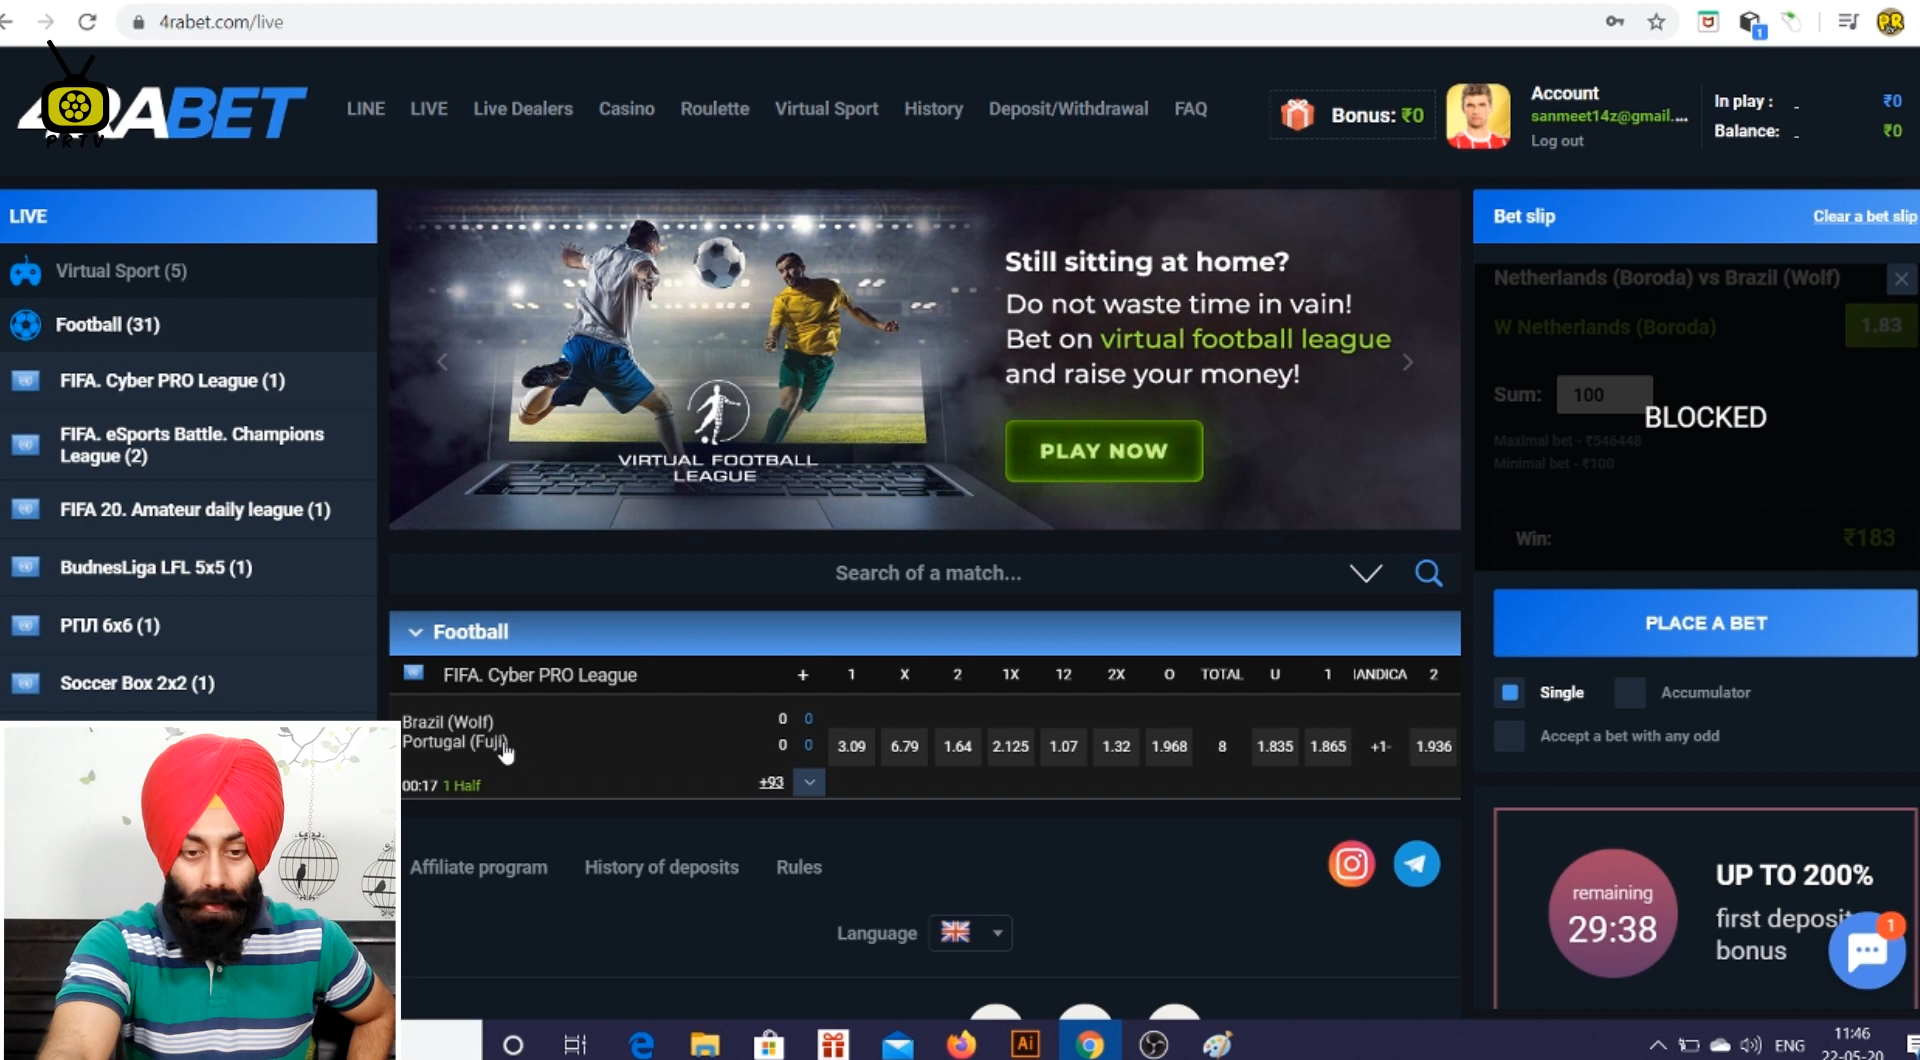 4rabet.com/live
1
PR
4RABET
PRTV
LINE LIVE Live Dealers Casino Roulette Virtual Sport History Deposit/Withdrawal FAQ
Bonus: ₹0
Account
sanmeet14z@gmail....
Log out
In play : - ₹0
Balance: - ₹0
LIVE
Virtual Sport (5)
Football (31)
FIFA. Cyber PRO League (1)
FIFA. eSports Battle. Champions
League (2)
FIFA 20. Amateur daily league (1)
BudnesLiga LFL 5x5 (1)
РПЛ 6x6 (1)
Soccer Box 2x2 (1)
VIRTUAL FOOTBALL
LEAGUE
Still sitting at home?
Do not waste time in vain!
Bet on virtual football league
and raise your money!
PLAY NOW
Search of a match...
Football
FIFA. Cyber PRO League + 1 X 2 1X 12 2X O TOTAL U 1 IANDICA 2
Brazil (Wolf) 0 0
Portugal (Fuji) 0 0
3.09 6.79 1.64 2.125 1.07 1.32 1.968 8 1.835 1.865 +1- 1.936
00:17 1 Half +93
Affiliate program History of deposits Rules
Language
Bet slip Clear a bet slip
Netherlands (Boroda) vs Brazil (Wolf)
W Netherlands (Boroda) 1.83
Sum: 100
BLOCKED
Maximal bet - ₹546448
Minimal bet - ₹100
Win: ₹183
PLACE A BET
Single Accumulator
Accept a bet with any odd
remaining
29:38
UP TO 200%
first deposit
bonus
1
Ai
ENG
11:46
22-05-20